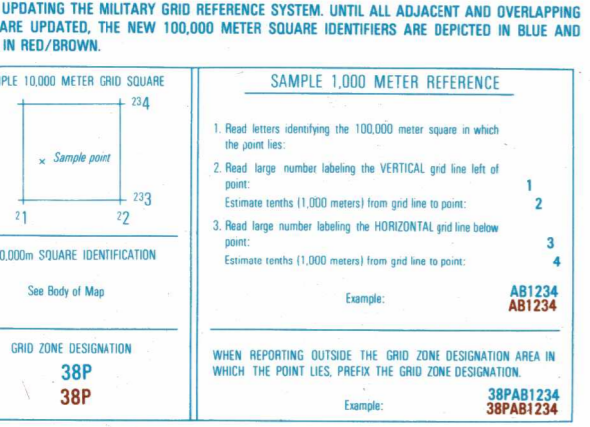 UPDATING THE MILITARY GRID REFERENCE SYSTEM. UNTIL ALL ADJACENT AND OVERLAPPING
ARE UPDATED, THE NEW 100,000 METER SQUARE IDENTIFIERS ARE DEPICTED IN BLUE AND
IN RED/BROWN.
PLE 10,000 METER GRID SQUARE
234
× Sample point
233
21 22
0,000m SQUARE IDENTIFICATION
See Body of Map
GRID ZONE DESIGNATION
38P
38P
SAMPLE 1,000 METER REFERENCE
1. Read letters identifying the 100,000 meter square in which
the point lies:
2. Read large number labeling the VERTICAL grid line left of
point: 1
Estimate tenths (1,000 meters) from grid line to point: 2
3. Read large number labeling the HORIZONTAL grid line below
point: 3
Estimate tenths (1,000 meters) from grid line to point: 4
Example: AB1234
AB1234
WHEN REPORTING OUTSIDE THE GRID ZONE DESIGNATION AREA IN
WHICH THE POINT LIES, PREFIX THE GRID ZONE DESIGNATION.
38PAB1234
Example: 38PAB1234